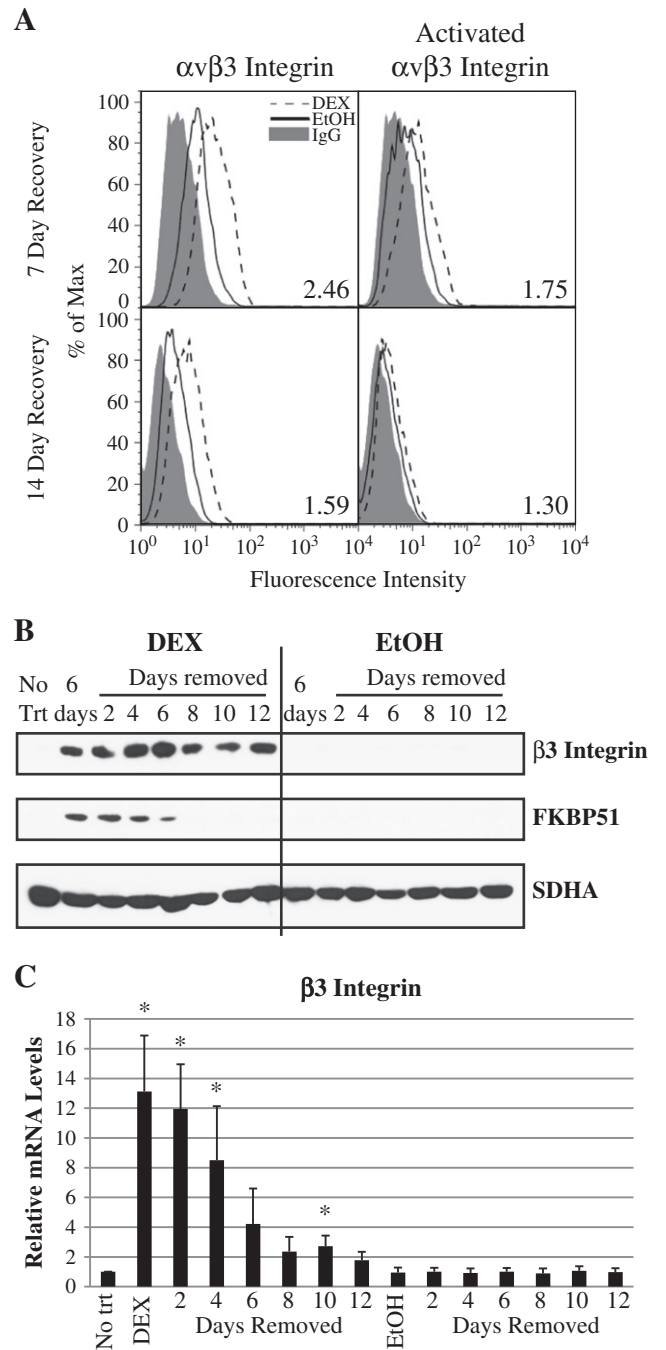 A
αvβ3 Integrin
Activated
αvβ3 Integrin
7 Day Recovery
14 Day Recovery
% of Max
100
80
60
40
20
0
DEX
EtOH
IgG
2.46
1.75
100
80
60
40
20
0
1.59
1.30
10⁰ 10¹ 10² 10³ 10⁴ 10¹ 10² 10³ 10⁴
Fluorescence Intensity
B
DEX EtOH
No 6 Days removed 6 Days removed
Trt days 2 4 6 8 10 12 days 2 4 6 8 10 12
β3 Integrin
FKBP51
SDHA
C
β3 Integrin
Relative mRNA Levels
18
16
14
12
10
8
6
4
2
0
* * * *
No trt DEX 2 4 6 8 10 12 EtOH 2 4 6 8 10 12
Days Removed Days Removed